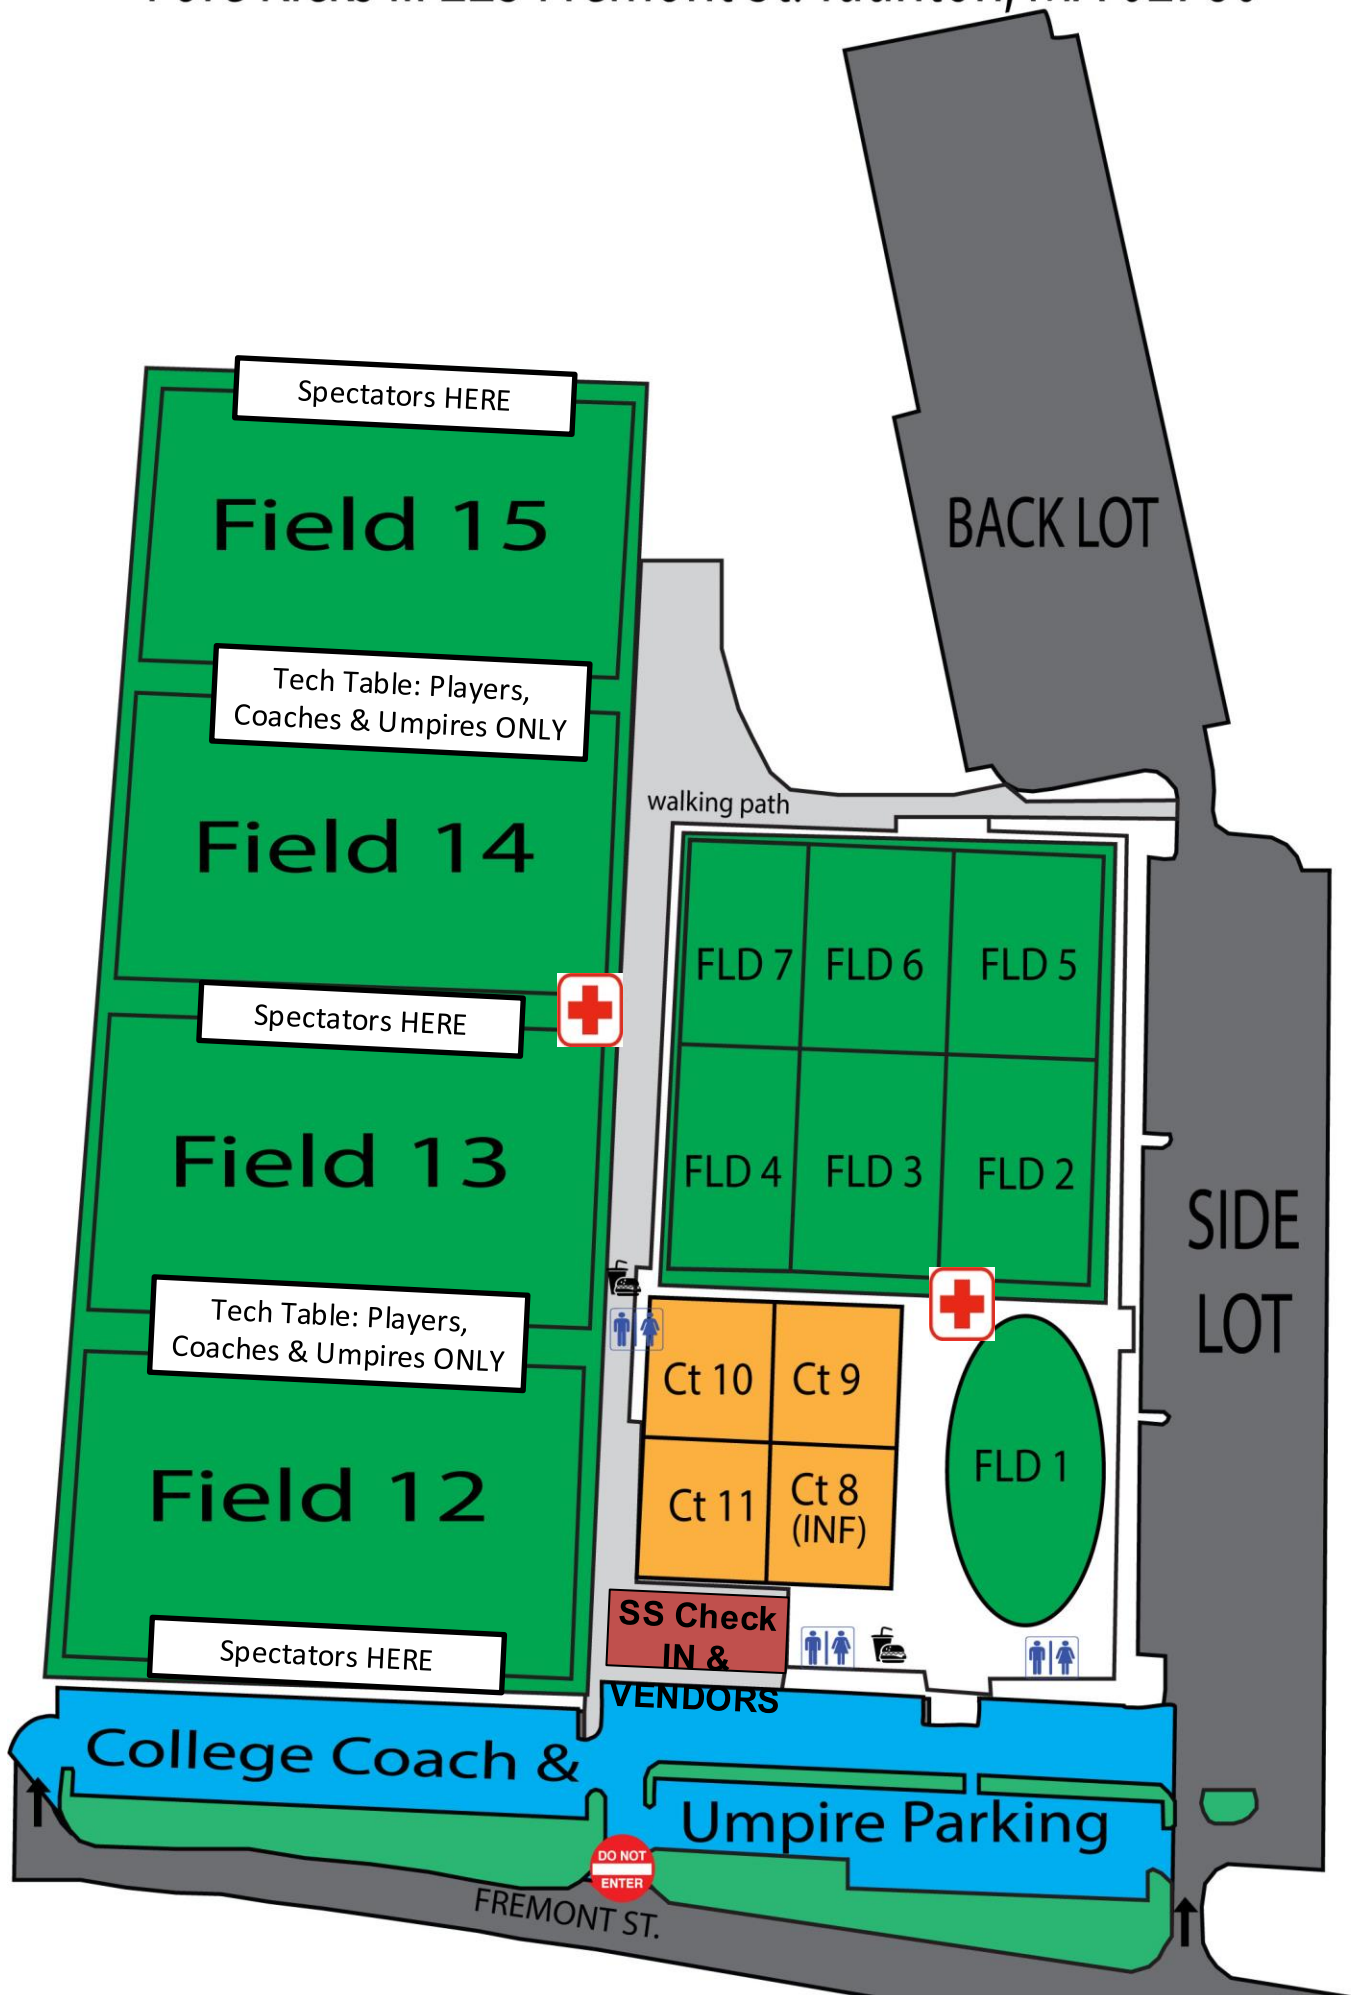 BACK LOT
Spectators HERE
Field 15
Tech Table: Players,
Coaches & Umpires ONLY
walking path
Field 14
FLD 7
FLD 6
FLD 5
Spectators HERE
Field 13
FLD 4
FLD 3
FLD 2
SIDE
LOT
Tech Table: Players,
Coaches & Umpires ONLY
Ct 10
Ct 9
Field 12
Ct 11
Ct 8
(INF)
FLD 1
Spectators HERE
SS Check
IN &
VENDORS
College Coach &
Umpire Parking
DO NOT
ENTER
FREMONT ST.